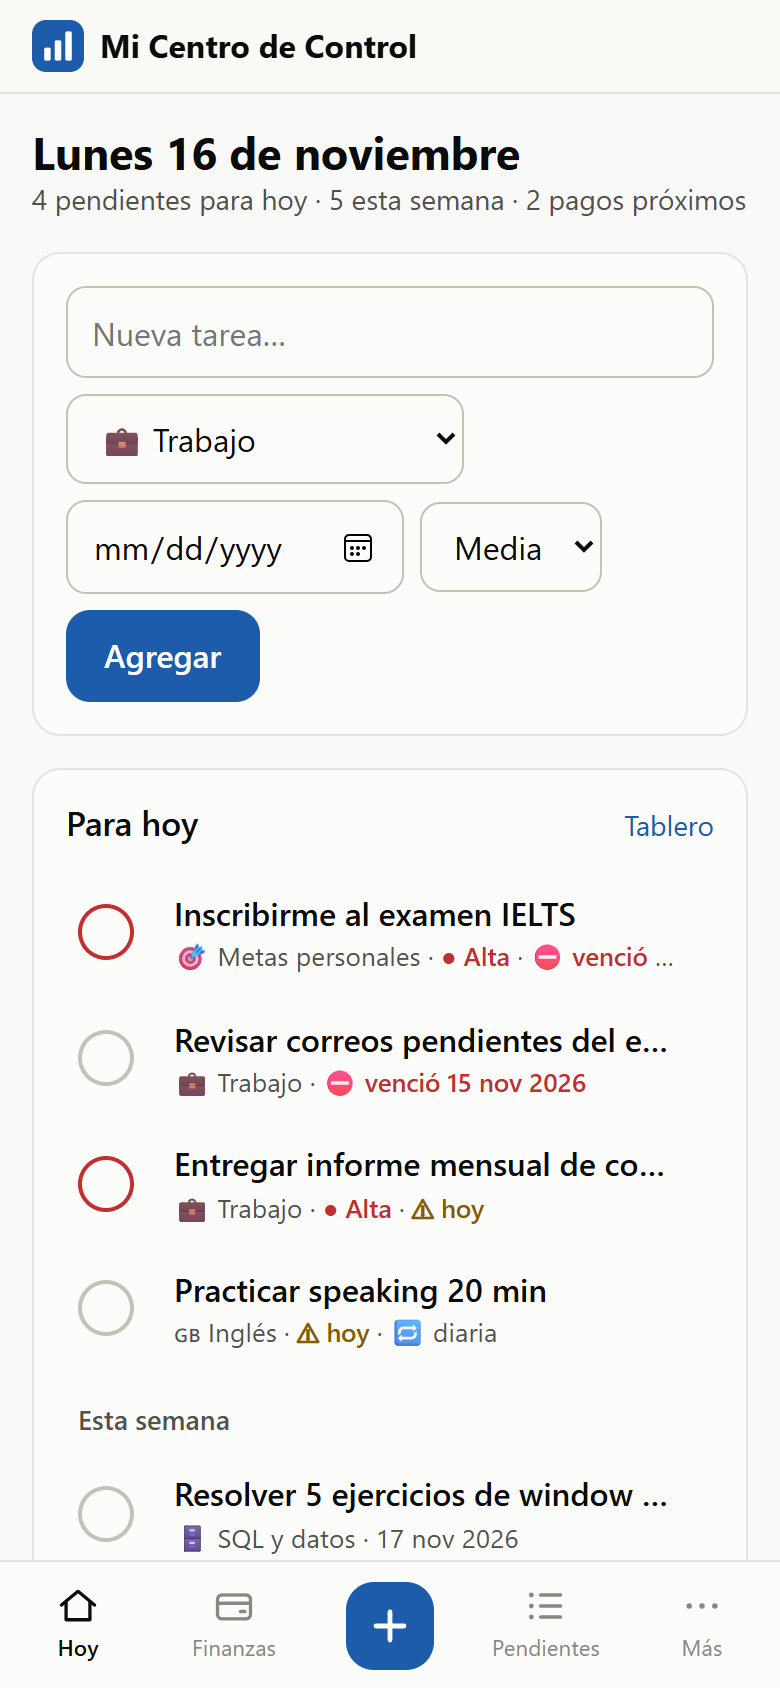 Mi Centro de Control
Lunes 16 de noviembre
4 pendientes para hoy · 5 esta semana · 2 pagos próximos
Nueva tarea...
💼 Trabajo
mm/dd/yyyy
Media
Agregar
Para hoy
Tablero
Inscribirme al examen IELTS
🎯 Metas personales · ● Alta · ⛔ venció ...
Revisar correos pendientes del e...
💼 Trabajo · ⛔ venció 15 nov 2026
Entregar informe mensual de co...
💼 Trabajo · ● Alta · ⚠ hoy
Practicar speaking 20 min
GB Inglés · ⚠ hoy · 🔁 diaria
Esta semana
Resolver 5 ejercicios de window ...
🗄 SQL y datos · 17 nov 2026
Hoy
Finanzas
+
Pendientes
Más